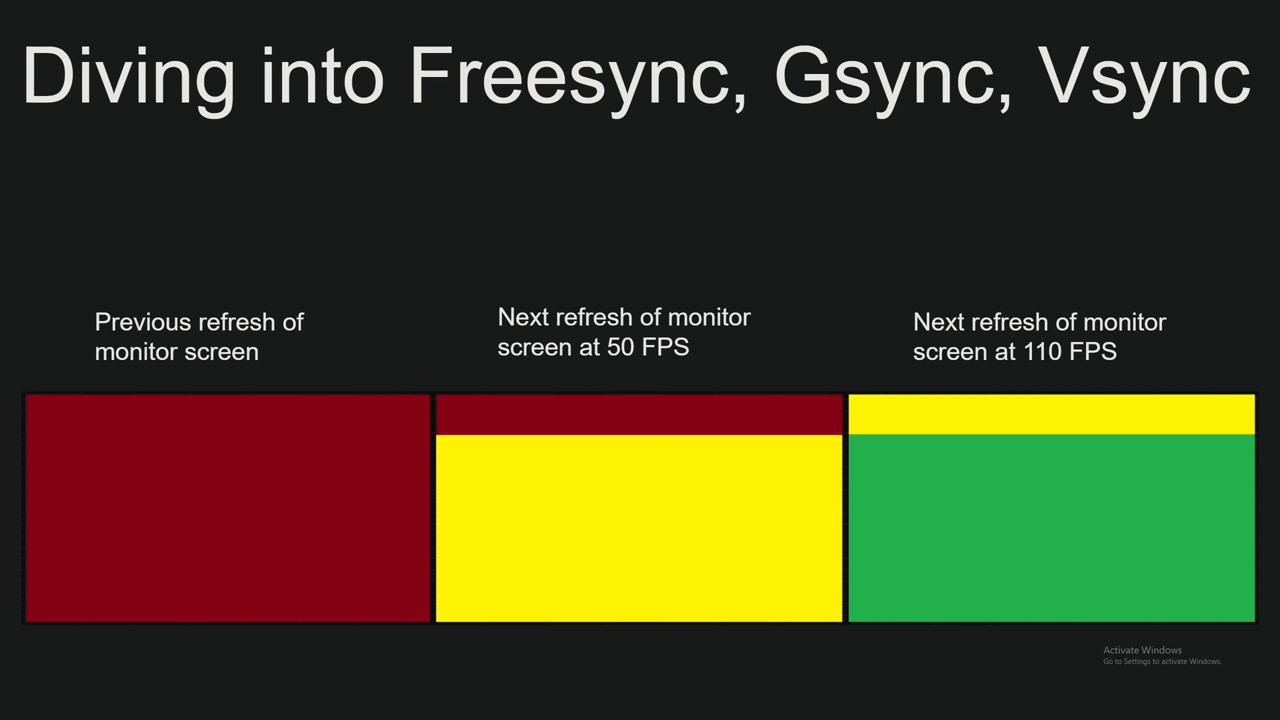 Diving into Freesync, Gsync, Vsync
Previous refresh of
monitor screen
Next refresh of monitor
screen at 50 FPS
Next refresh of monitor
screen at 110 FPS
Activate Windows
Go to Settings to activate Windows.